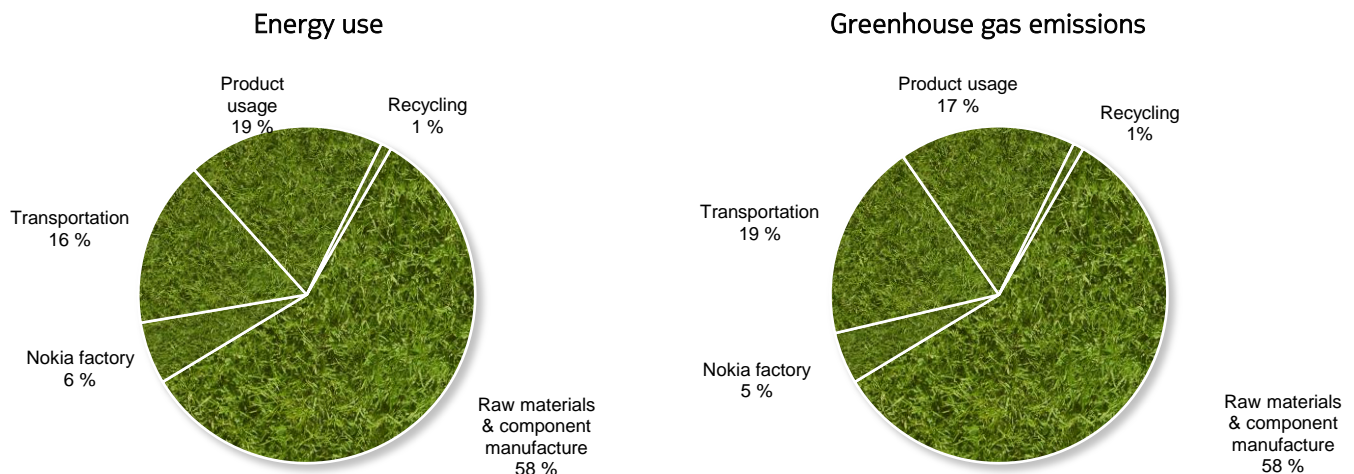 Energy use
Product
usage
19 %
Recycling
1 %
Transportation
16 %
Nokia factory
6 %
Raw materials
& component
manufacture
58 %
Greenhouse gas emissions
Product usage
17 %
Recycling
1%
Transportation
19 %
Nokia factory
5 %
Raw materials
& component
manufacture
58 %